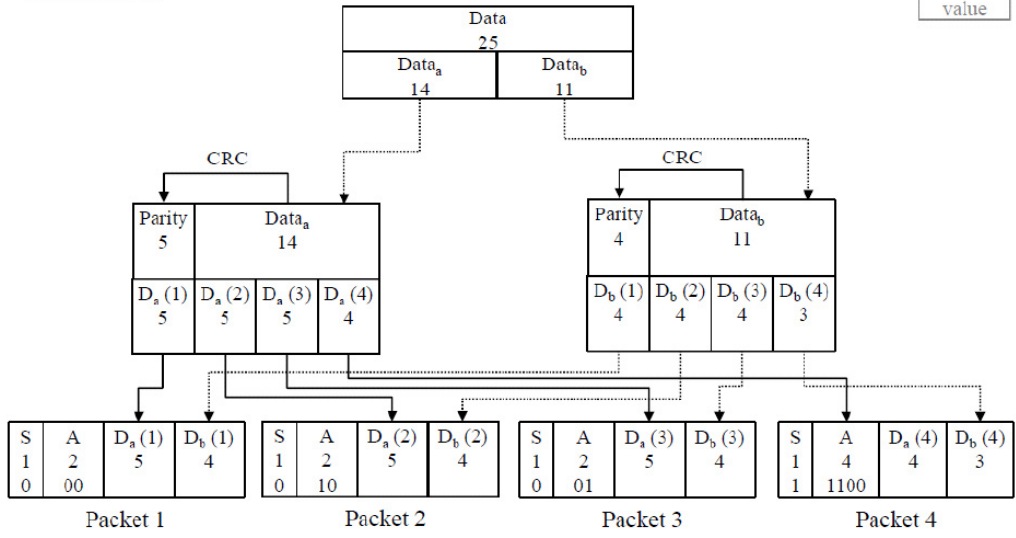 value
Data
25
Data_a Data_b
14 11
CRC CRC
Parity Data_a
5 14
D_a (1) D_a (2) D_a (3) D_a (4)
5 5 5 4
Parity Data_b
4 11
D_b (1) D_b (2) D_b (3) D_b (4)
4 4 4 3
S A D_a (1) D_b (1)
1 2 5 4
0 00
Packet 1
S A D_a (2) D_b (2)
1 2 5 4
0 10
Packet 2
S A D_a (3) D_b (3)
1 2 5 4
0 01
Packet 3
S A D_a (4) D_b (4)
1 4 4 3
1 1100
Packet 4